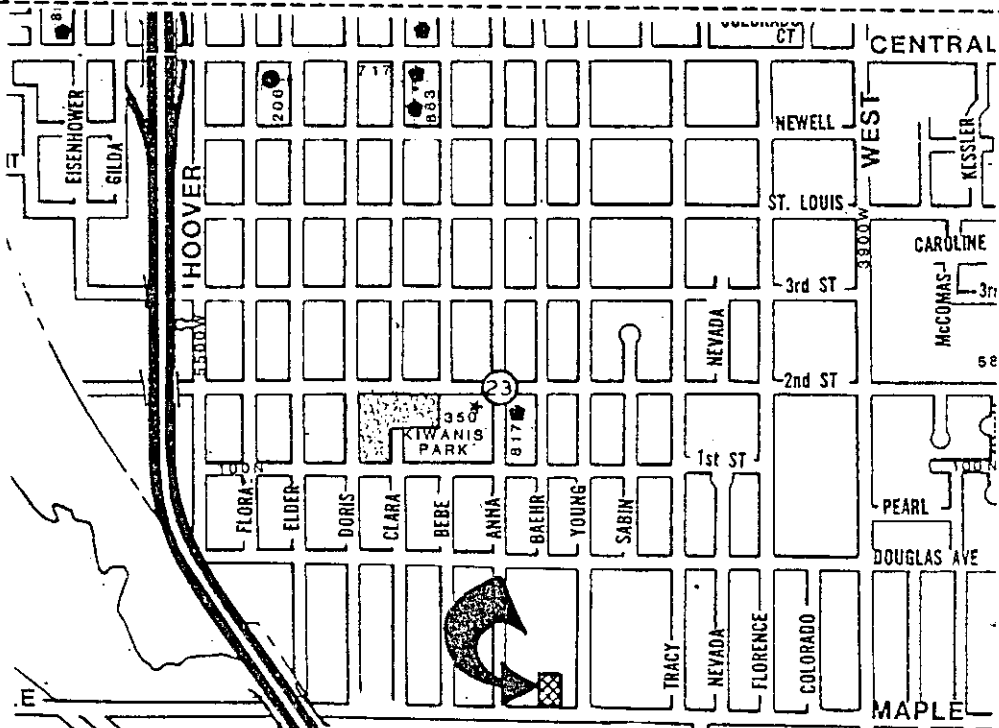 COLORADO
CT
CENTRAL
206
717
883
EISENHOWER
GILDA
HOOVER
NEWELL
WEST
KESSLER
ST. LOUIS
3900W
CAROLINE
3rd ST
McCOMAS
5500W
NEVADA
2nd ST
58
23
350
KIWANIS
PARK
817
1st ST
100N
100N
FLORA
ELDER
DORIS
CLARA
BEBE
ANNA
BAEHR
YOUNG
SABIN
PEARL
DOUGLAS AVE
TRACY
NEVADA
FLORENCE
COLORADO
E
MAPLE